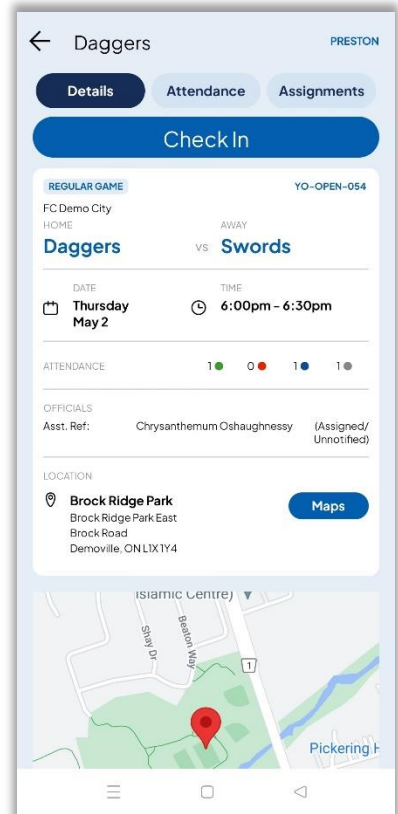 Daggers PRESTON
Details Attendance Assignments
Check In
REGULAR GAME YO-OPEN-054
FC Demo City
HOME AWAY
Daggers vs Swords
DATE TIME
Thursday 6:00pm - 6:30pm
May 2
ATTENDANCE 1 0 1 1
OFFICIALS
Asst. Ref: Chrysanthemum Oshaughnessy (Assigned/
Unnotified)
LOCATION
Brock Ridge Park Maps
Brock Ridge Park East
Brock Road
Demoville, ON L1X 1Y4
Islamic Centre)
Shay Dr
Beaton Way
1
Pickering H